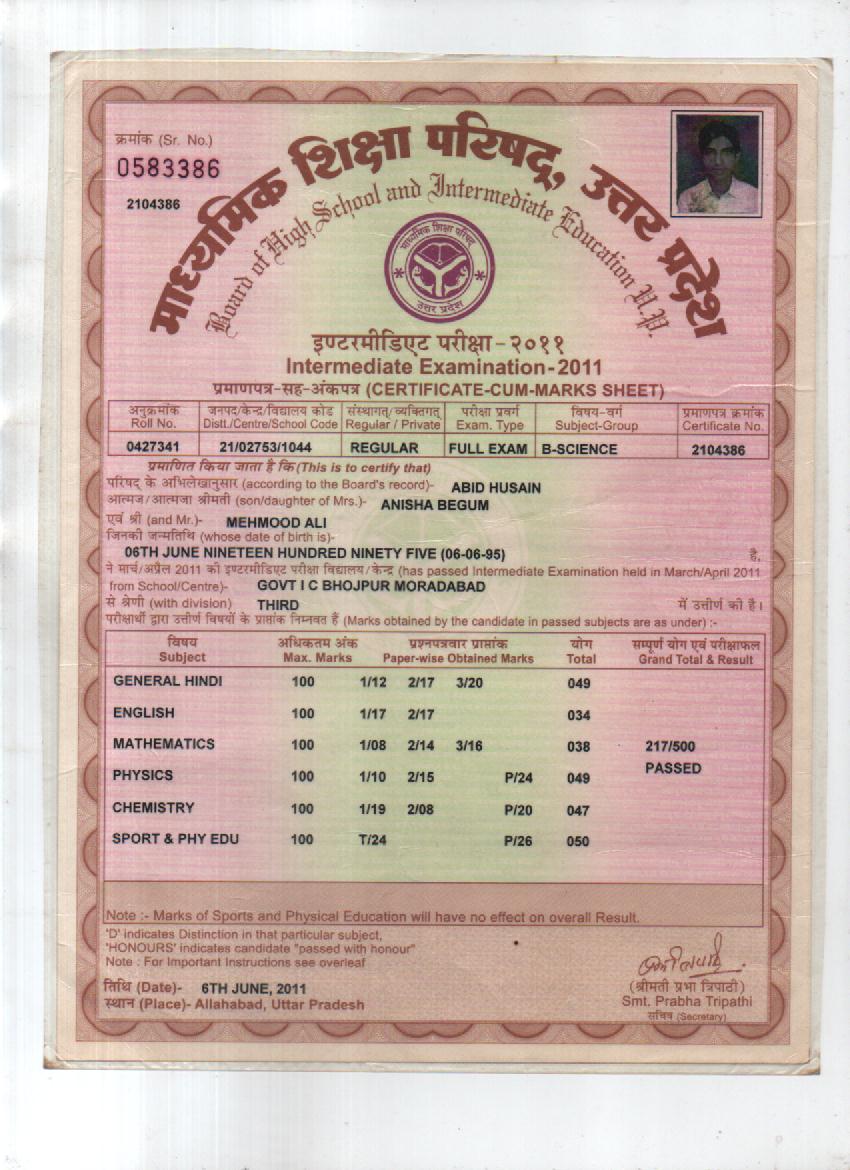 क्रमांक (Sr. No.)
0583386
2104386
माध्यमिक शिक्षा परिषद्, उत्तर प्रदेश
Board of High School and Intermediate Education U.P.
माध्यमिक शिक्षा परिषद्
उत्तर प्रदेश
इण्टरमीडिएट परीक्षा - २०११
Intermediate Examination - 2011
प्रमाणपत्र-सह-अंकपत्र (CERTIFICATE-CUM-MARKS SHEET)
अनुक्रमांक जनपद/केन्द्र/विद्यालय कोड संस्थागत/व्यक्तिगत परीक्षा प्रवर्ग विषय-वर्ग प्रमाणपत्र क्रमांक
Roll No. Distt./Centre/School Code Regular / Private Exam. Type Subject-Group Certificate No.
0427341 21/02753/1044 REGULAR FULL EXAM B-SCIENCE 2104386
प्रमाणित किया जाता है कि (This is to certify that)
परिषद् के अभिलेखानुसार (according to the Board's record)- ABID HUSAIN
आत्मज/आत्मजा श्रीमती (son/daughter of Mrs.)- ANISHA BEGUM
एवं श्री (and Mr.)- MEHMOOD ALI
जिनकी जन्मतिथि (whose date of birth is)-
06TH JUNE NINETEEN HUNDRED NINETY FIVE (06-06-95) है,
ने मार्च/अप्रैल 2011 की इण्टरमीडिएट परीक्षा विद्यालय/केन्द्र (has passed Intermediate Examination held in March/April 2011
from School/Centre)- GOVT I C BHOJPUR MORADABAD
से श्रेणी (with division) THIRD में उत्तीर्ण की है।
परीक्षार्थी द्वारा उत्तीर्ण विषयों के प्राप्तांक निम्नवत हैं (Marks obtained by the candidate in passed subjects are as under) :-
विषय अधिकतम अंक प्रश्नपत्रवार प्राप्तांक योग सम्पूर्ण योग एवं परीक्षाफल
Subject Max. Marks Paper-wise Obtained Marks Total Grand Total & Result
GENERAL HINDI 100 1/12 2/17 3/20 049
ENGLISH 100 1/17 2/17 034
MATHEMATICS 100 1/08 2/14 3/16 038 217/500
PASSED
PHYSICS 100 1/10 2/15 P/24 049
CHEMISTRY 100 1/19 2/08 P/20 047
SPORT & PHY EDU 100 T/24 P/26 050
Note :- Marks of Sports and Physical Education will have no effect on overall Result.
'D' indicates Distinction in that particular subject,
'HONOURS' indicates candidate "passed with honour"
Note : For Important Instructions see overleaf
तिथि (Date)- 6TH JUNE, 2011
स्थान (Place)- Allahabad, Uttar Pradesh
(श्रीमती प्रभा त्रिपाठी)
Smt. Prabha Tripathi
सचिव (Secretary)